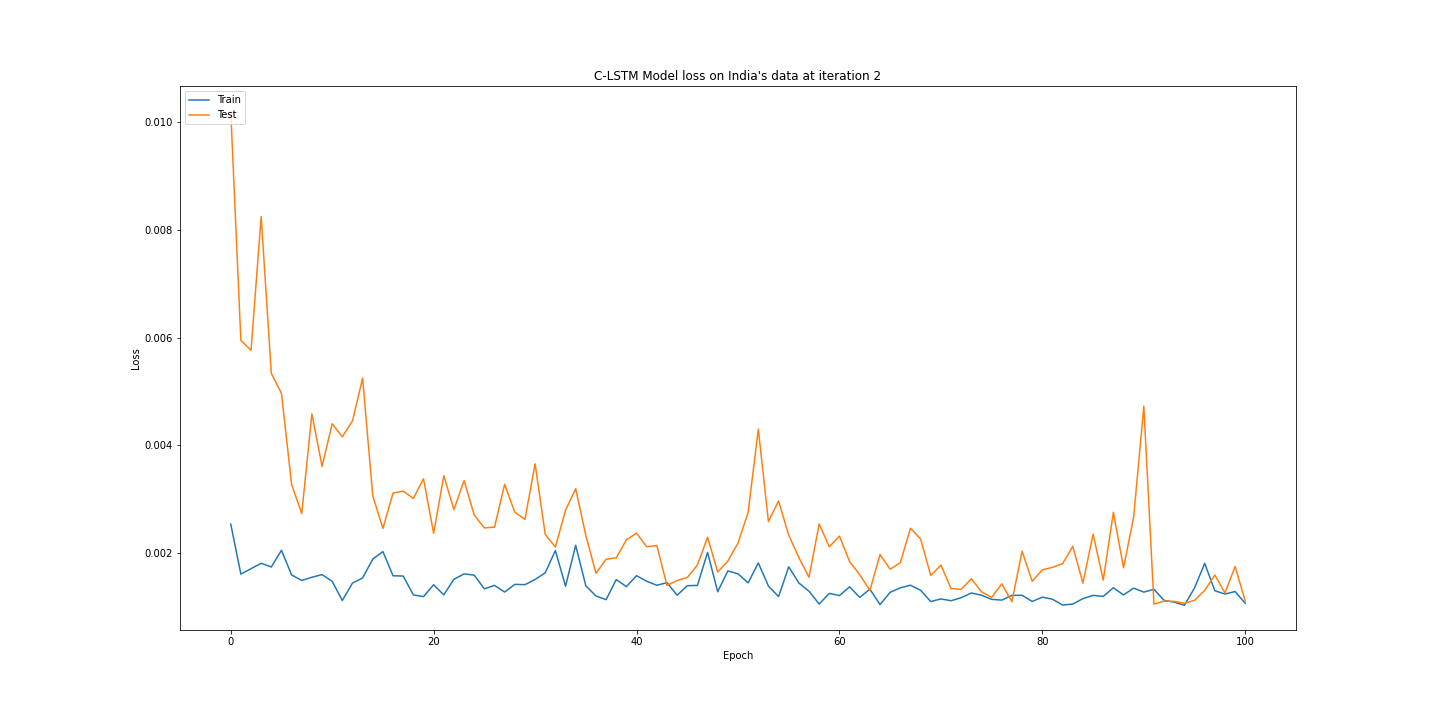 C-LSTM Model loss on India's data at iteration 2
Train
Test
0.010
0.008
0.006
0.004
0.002
Loss
0 20 40 60 80 100
Epoch